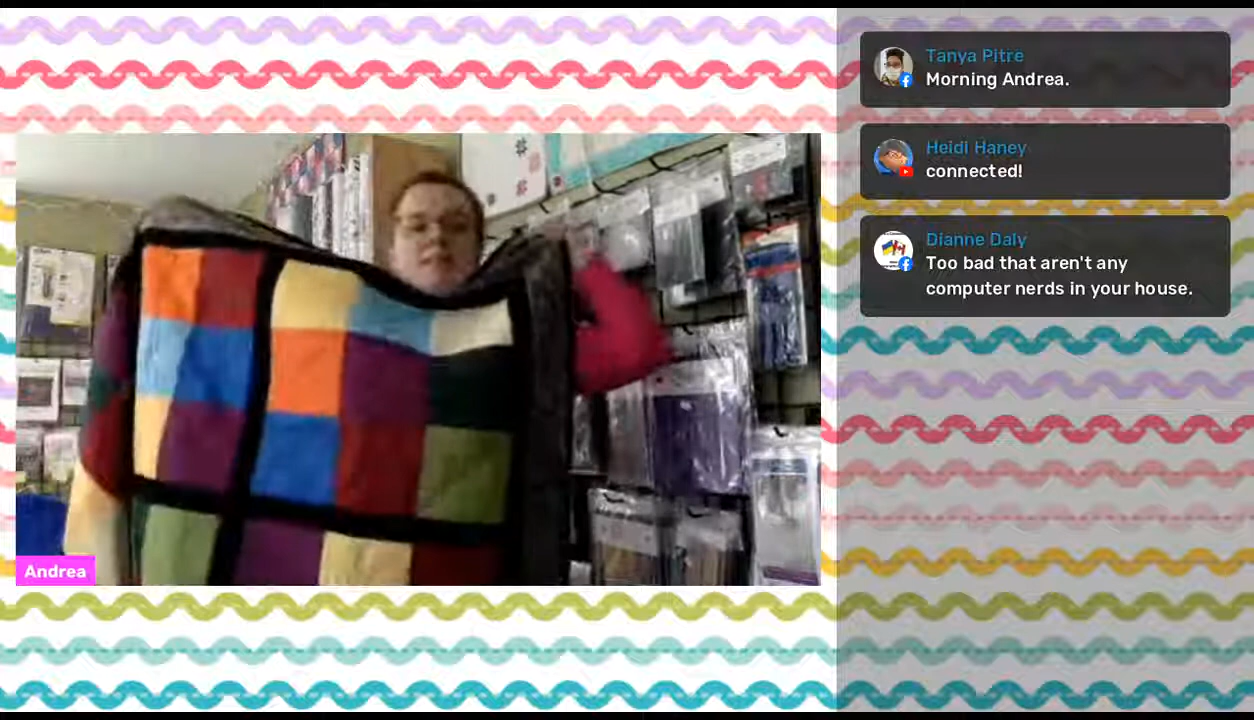 Tanya Pitre
Morning Andrea.
Heidi Haney
connected!
Dianne Daly
Too bad that aren't any
computer nerds in your house.
Andrea